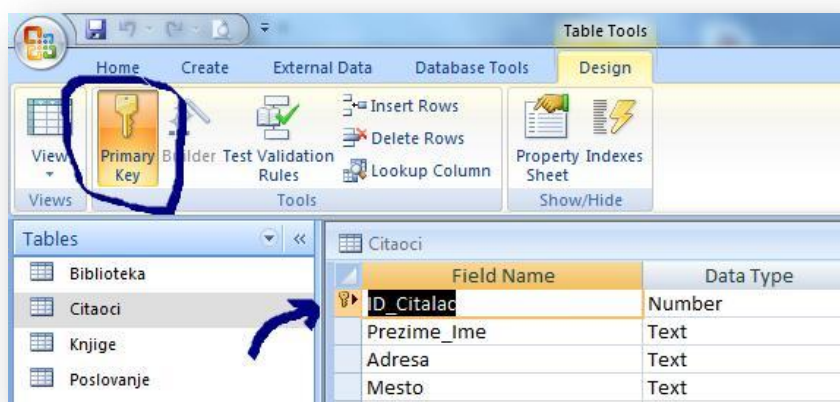 Table Tools
Home Create External Data Database Tools Design
View
Primary Key
Builder
Test Validation Rules
Insert Rows
Delete Rows
Lookup Column
Property Sheet
Indexes
Views Tools Show/Hide
Tables
Biblioteka
Citaoci
Knjige
Poslovanje
Citaoci
Field Name Data Type
ID_Citalac Number
Prezime_Ime Text
Adresa Text
Mesto Text